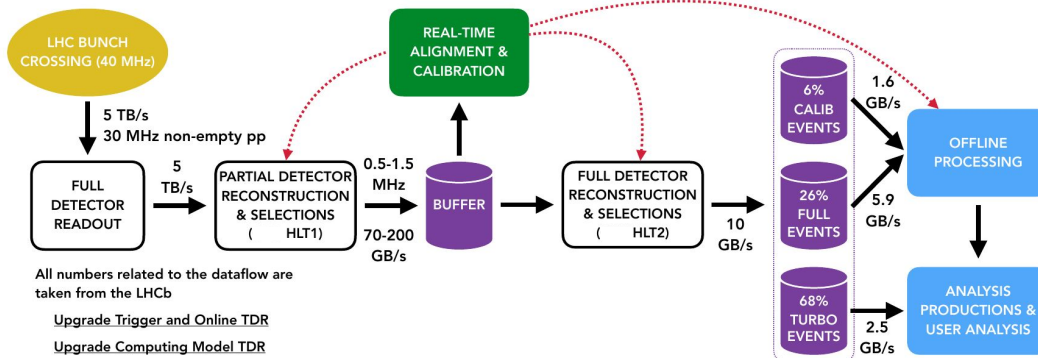 LHC BUNCH
CROSSING (40 MHz)
5 TB/s
30 MHz non-empty pp
FULL
DETECTOR
READOUT
5
TB/s
PARTIAL DETECTOR
RECONSTRUCTION
& SELECTIONS
(      HLT1)
0.5-1.5
MHz
70-200
GB/s
REAL-TIME
ALIGNMENT &
CALIBRATION
BUFFER
FULL DETECTOR
RECONSTRUCTION
& SELECTIONS
(      HLT2)
10
GB/s
6%
CALIB
EVENTS
1.6
GB/s
26%
FULL
EVENTS
5.9
GB/s
68%
TURBO
EVENTS
2.5
GB/s
OFFLINE
PROCESSING
ANALYSIS
PRODUCTIONS &
USER ANALYSIS
All numbers related to the dataflow are
taken from the LHCb
Upgrade Trigger and Online TDR
Upgrade Computing Model TDR